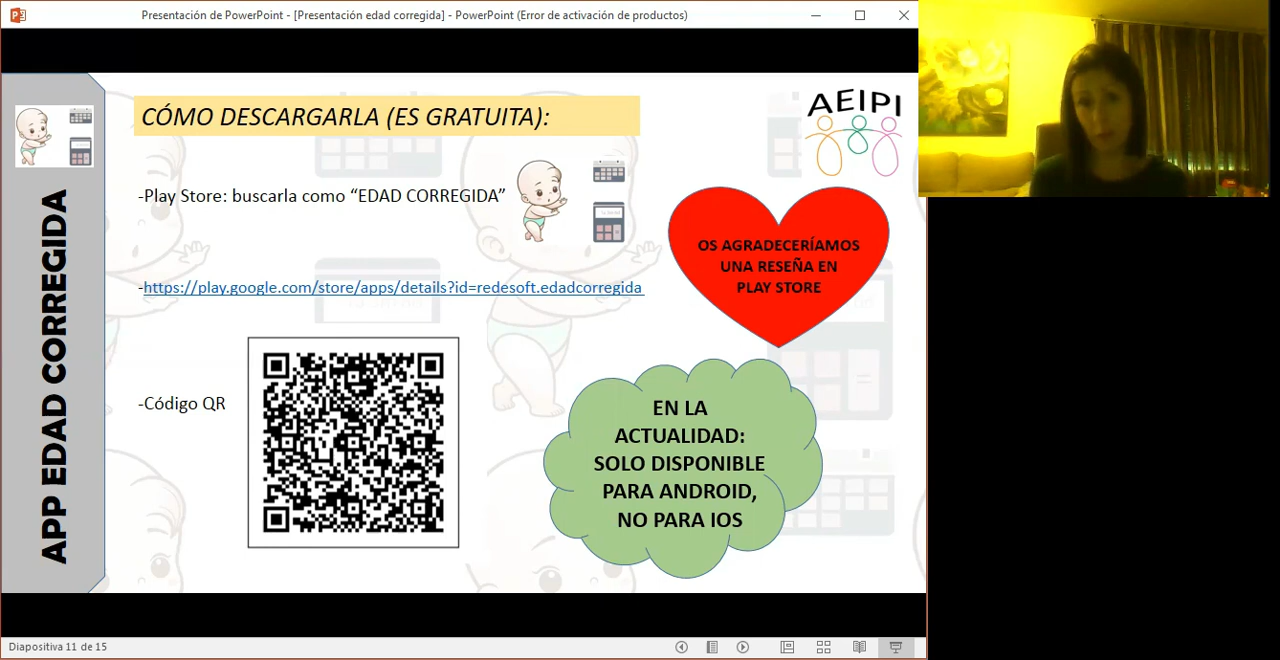 Presentación de PowerPoint - [Presentación edad corregida] - PowerPoint (Error de activación de productos)
APP EDAD CORREGIDA
CÓMO DESCARGARLA (ES GRATUITA):
AEIPI
-Play Store: buscarla como “EDAD CORREGIDA”
-https://play.google.com/store/apps/details?id=redesoft.edadcorregida
OS AGRADECERÍAMOS
UNA RESEÑA EN
PLAY STORE
-Código QR
EN LA
ACTUALIDAD:
SOLO DISPONIBLE
PARA ANDROID,
NO PARA IOS
Diapositiva 11 de 15